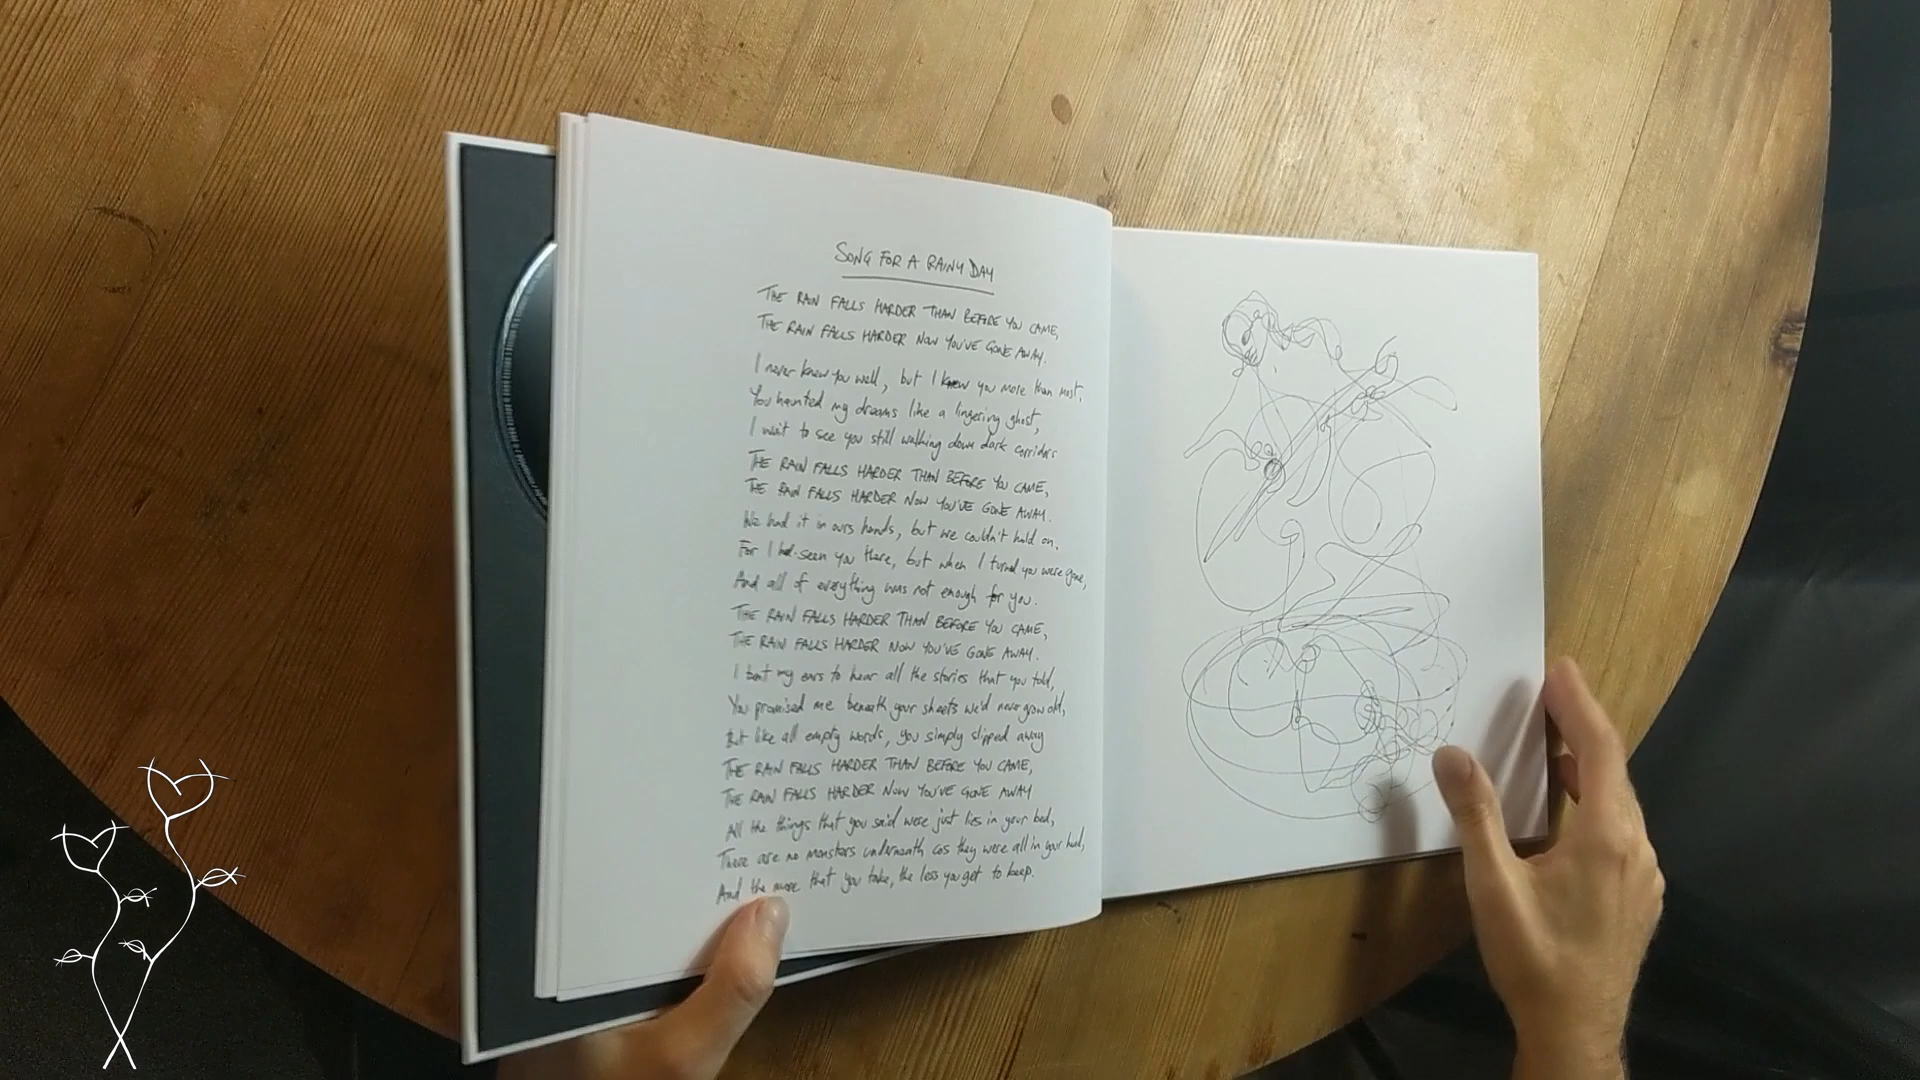 SONG FOR A RAINY DAY
THE RAIN FALLS HARDER THAN BEFORE YOU CAME,
THE RAIN FALLS HARDER NOW YOU'VE GONE AWAY.
I never knew you well, but I knew you more than most,
You haunted my dreams like a lingering ghost,
I wait to see you still walking down dark corridors
THE RAIN FALLS HARDER THAN BEFORE YOU CAME,
THE RAIN FALLS HARDER NOW YOU'VE GONE AWAY.
We had it in ours hands, but we couldn't hold on,
For I had seen you there, but when I turned you were gone,
And all of everything was not enough for you.
THE RAIN FALLS HARDER THAN BEFORE YOU CAME,
THE RAIN FALLS HARDER NOW YOU'VE GONE AWAY.
I bent my ears to hear all the stories that you told,
You promised me beneath your sheets we'd never grow old,
But like all empty words, you simply slipped away
THE RAIN FALLS HARDER THAN BEFORE YOU CAME,
THE RAIN FALLS HARDER NOW YOU'VE GONE AWAY
All the things that you said were just lies in your bed,
There are no monsters underneath cos they were all in your head,
And the more that you take, the less you get to keep.